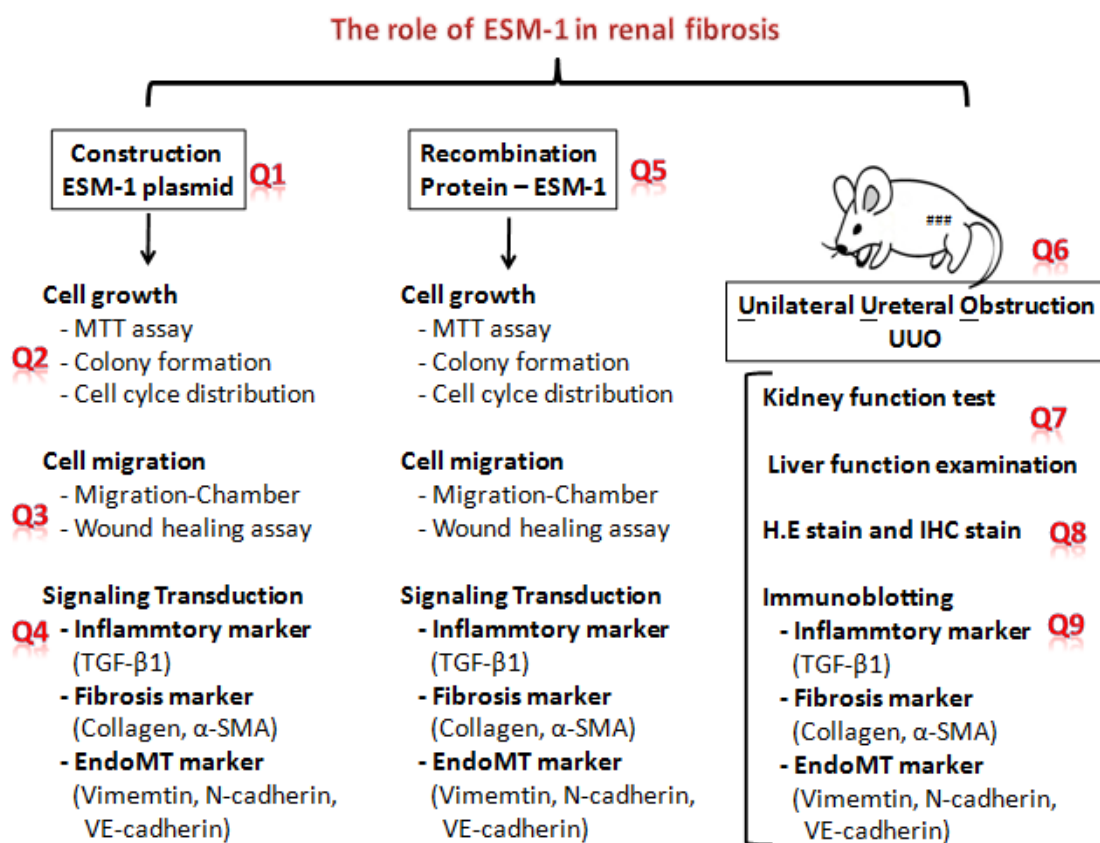 The role of ESM-1 in renal fibrosis
Construction
ESM-1 plasmid
Q1
Cell growth
- MTT assay
Q2 - Colony formation
- Cell cylce distribution
Cell migration
- Migration-Chamber
Q3 - Wound healing assay
Signaling Transduction
Q4 - Inflammtory marker
(TGF-β1)
- Fibrosis marker
(Collagen, α-SMA)
- EndoMT marker
(Vimemtin, N-cadherin,
VE-cadherin)
Recombination
Protein – ESM-1
Q5
Cell growth
- MTT assay
- Colony formation
- Cell cylce distribution
Cell migration
- Migration-Chamber
- Wound healing assay
Signaling Transduction
- Inflammtory marker
(TGF-β1)
- Fibrosis marker
(Collagen, α-SMA)
- EndoMT marker
(Vimemtin, N-cadherin,
VE-cadherin)
###
Q6
Unilateral Ureteral Obstruction
UUO
Kidney function test
Q7
Liver function examination
H.E stain and IHC stain Q8
Immunoblotting
- Inflammtory marker Q9
(TGF-β1)
- Fibrosis marker
(Collagen, α-SMA)
- EndoMT marker
(Vimemtin, N-cadherin,
VE-cadherin)